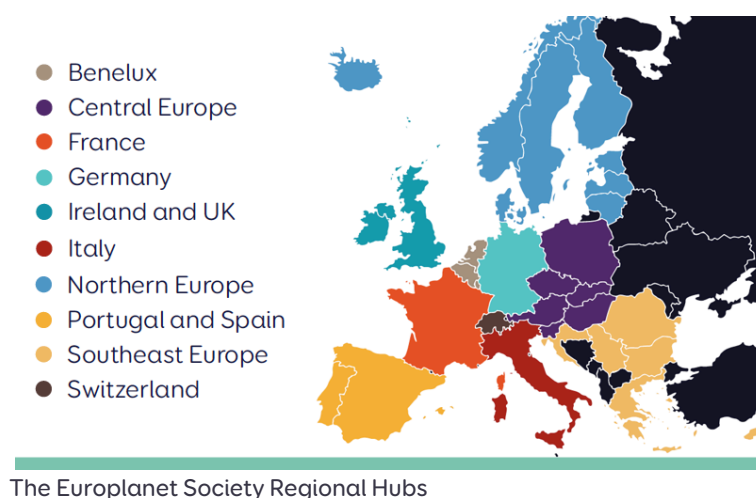 Benelux
Central Europe
France
Germany
Ireland and UK
Italy
Northern Europe
Portugal and Spain
Southeast Europe
Switzerland
The Europlanet Society Regional Hubs